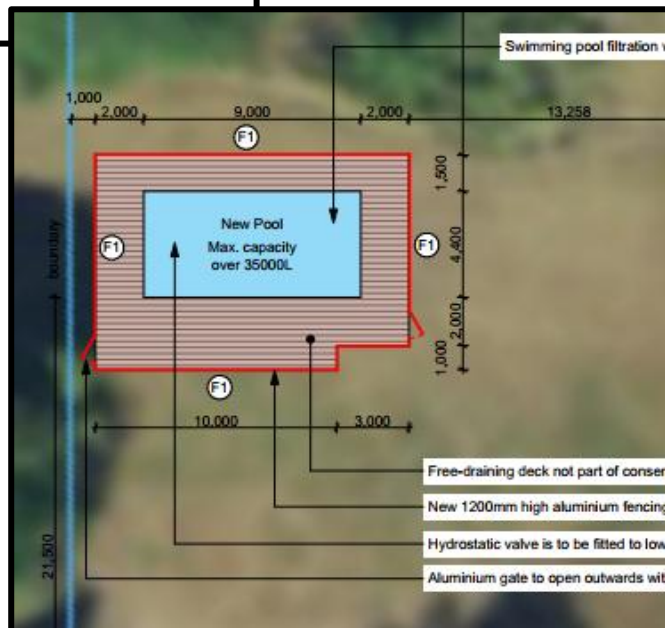 Swimming pool filtration
1,000
2,000
9,000
2,000
13,258
F1
1,500
New Pool
Max. capacity
over 35000L
F1
F1
4,400
boundary
2,000
1,000
F1
10,000
3,000
Free-draining deck not part of
New 1200mm high aluminium fencing
Hydrostatic valve is to be fitted to
Aluminium gate to open outwards
21,500